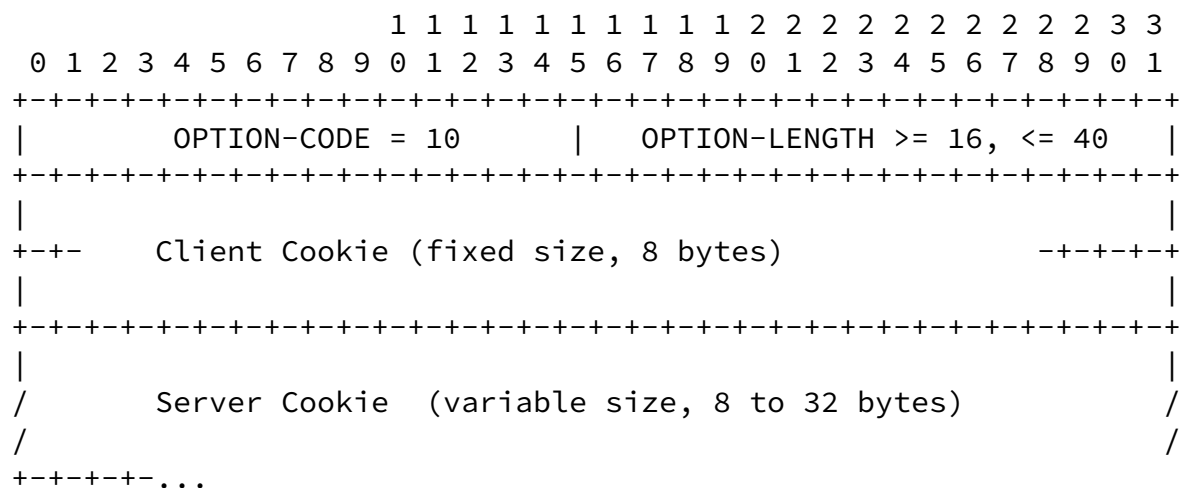 1 1 1 1 1 1 1 1 1 1 2 2 2 2 2 2 2 2 2 2 3 3
 0 1 2 3 4 5 6 7 8 9 0 1 2 3 4 5 6 7 8 9 0 1 2 3 4 5 6 7 8 9 0 1
+-+-+-+-+-+-+-+-+-+-+-+-+-+-+-+-+-+-+-+-+-+-+-+-+-+-+-+-+-+-+-+-+
|        OPTION-CODE = 10      |   OPTION-LENGTH >= 16, <= 40   |
+-+-+-+-+-+-+-+-+-+-+-+-+-+-+-+-+-+-+-+-+-+-+-+-+-+-+-+-+-+-+-+-+
|                                                               |
+-+-    Client Cookie (fixed size, 8 bytes)              -+-+-+-+
|                                                               |
+-+-+-+-+-+-+-+-+-+-+-+-+-+-+-+-+-+-+-+-+-+-+-+-+-+-+-+-+-+-+-+-+
|                                                               |
/       Server Cookie  (variable size, 8 to 32 bytes)           /
/                                                               /
+-+-+-+-...